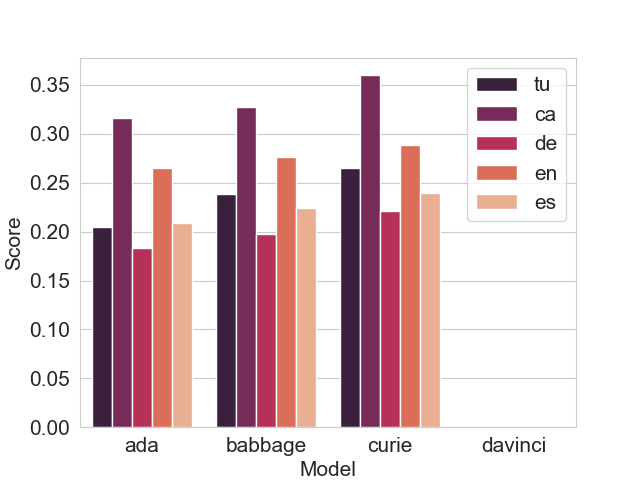 0.35
0.30
0.25
0.20
0.15
0.10
0.05
0.00
Score
ada babbage curie davinci
Model
tu
ca
de
en
es